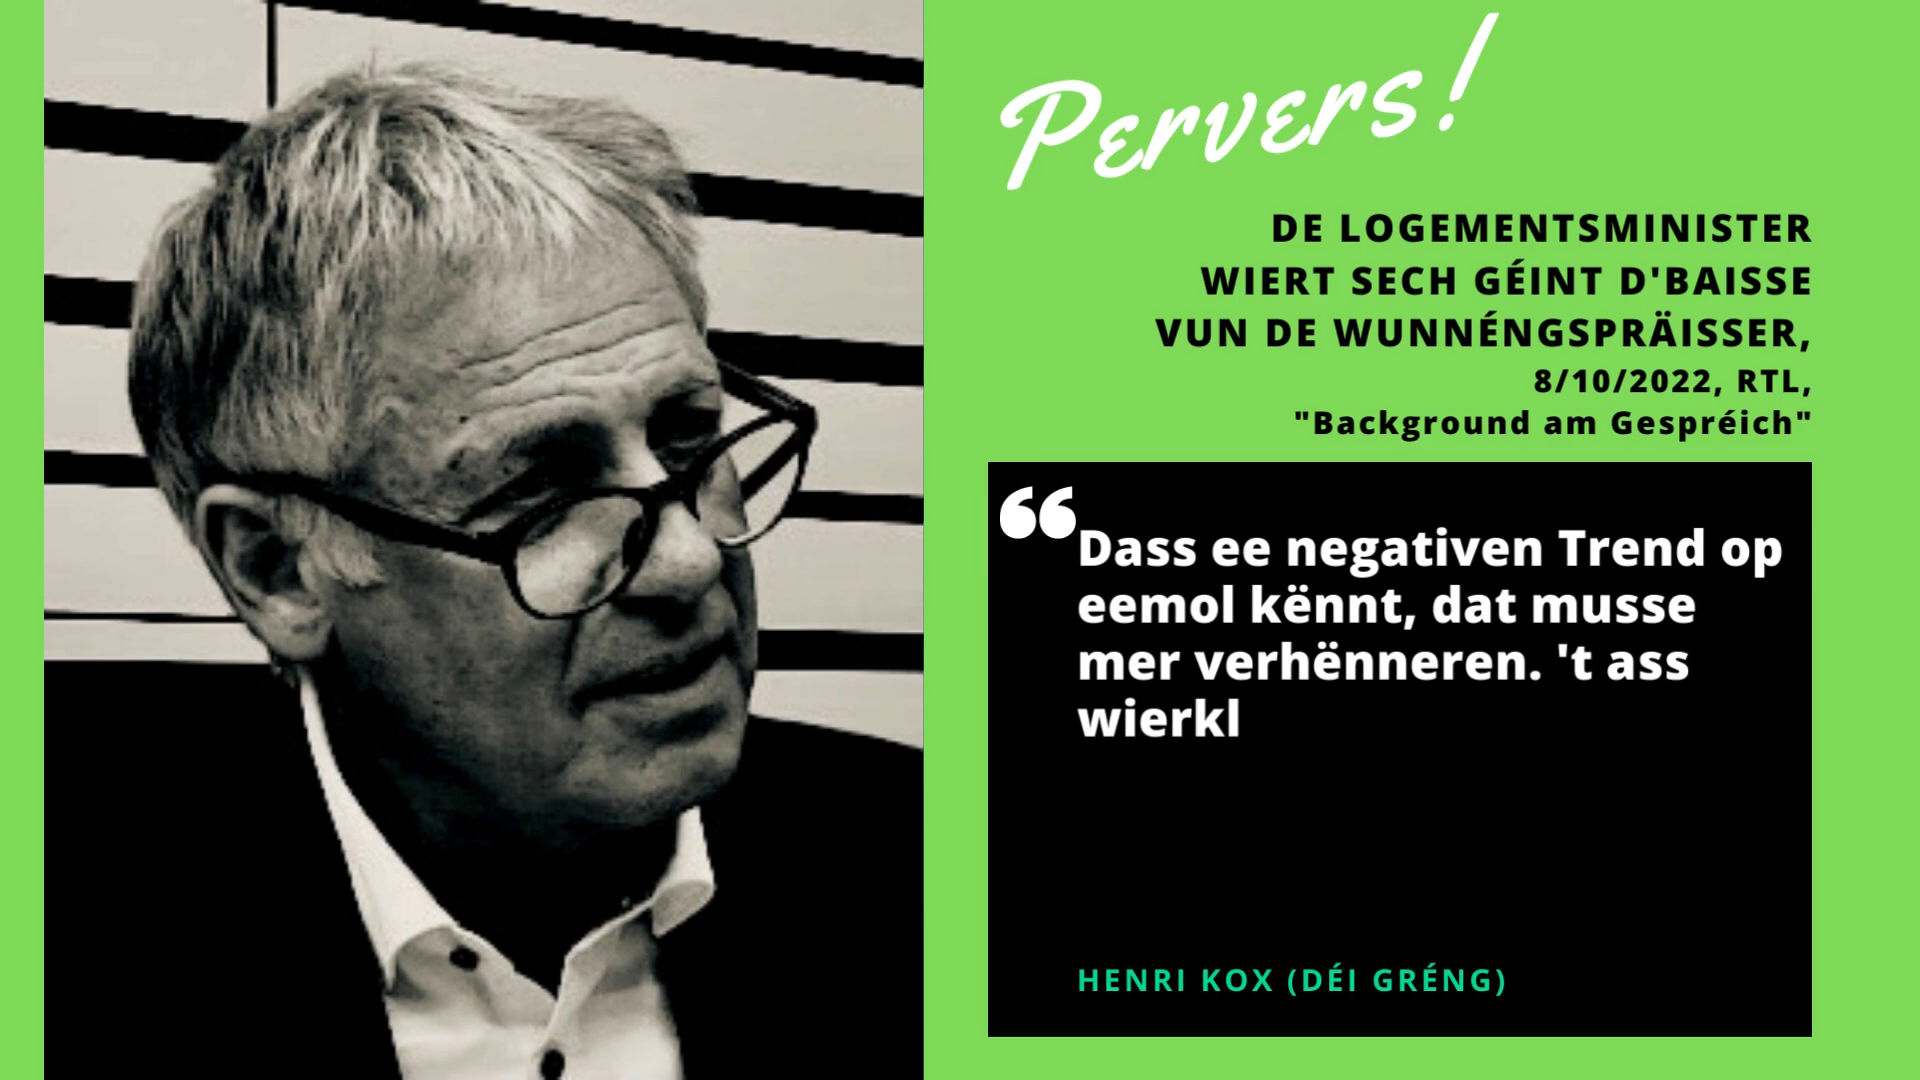 Pervers!
DE LOGEMENTSMINISTER
WIERT SECH GÉINT D'BAISSE
VUN DE WUNNÉNGSPRÄISSER,
8/10/2022, RTL,
"Background am Gespréich"
“
Dass ee negativen Trend op
eemol kënnt, dat musse
mer verhënneren. 't ass
wierkl
HENRI KOX (DÉI GRÉNG)